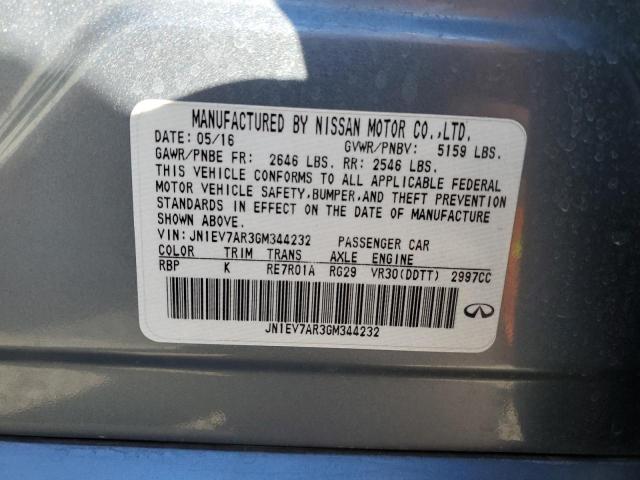 MANUFACTURED BY NISSAN MOTOR CO.,LTD.
DATE: 05/16 GVWR/PNBV: 5159 LBS.
GAWR/PNBE FR: 2646 LBS. RR: 2546 LBS.
THIS VEHICLE CONFORMS TO ALL APPLICABLE FEDERAL
MOTOR VEHICLE SAFETY,BUMPER,AND THEFT PREVENTION
STANDARDS IN EFFECT ON THE DATE OF MANUFACTURE
SHOWN ABOVE.
VIN:JN1EV7AR3GM344232 PASSENGER CAR
COLOR TRIM TRANS AXLE ENGINE
RBP K RE7R01A RG29 VR30(DDTT) 2997CC
JN1EV7AR3GM344232